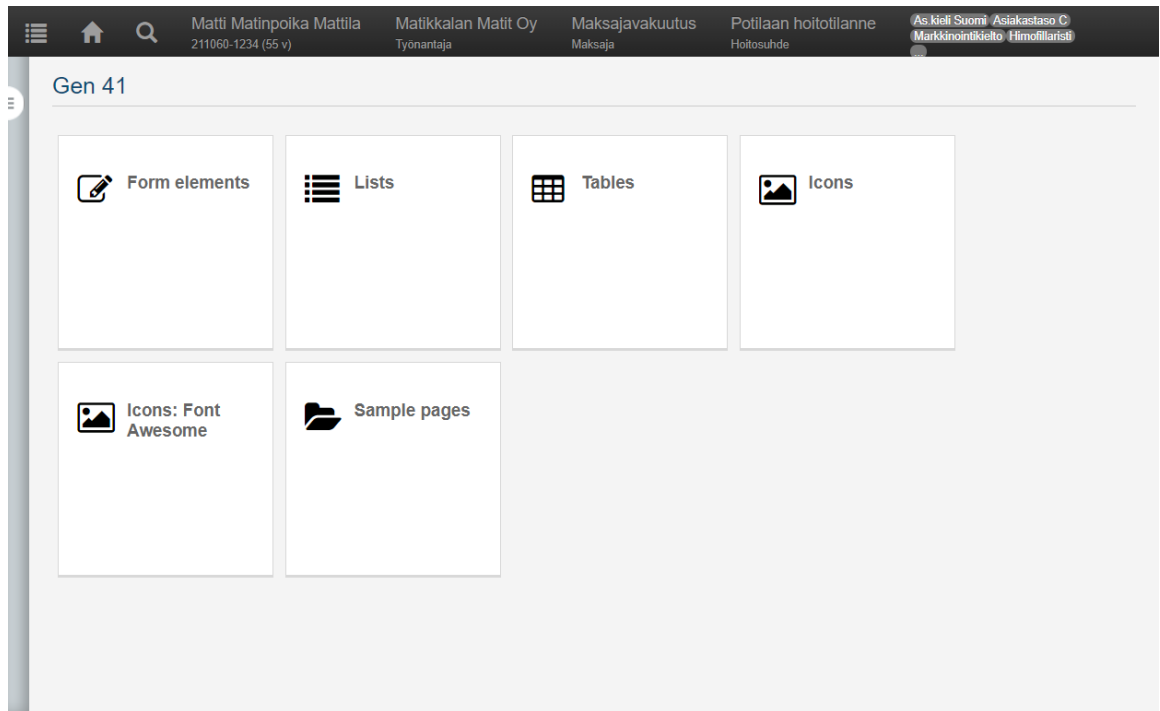 Matti Matinpoika Mattila
211060-1234 (55 v)
Matikkalan Matit Oy
Työnantaja
Maksajavakuutus
Maksaja
Potilaan hoitotilanne
Hoitosuhde
As.kieli Suomi Asiakastaso C
Markkinointikielto Himofillaristi
...
Gen 41
Form elements
Lists
Tables
Icons
Icons: Font
Awesome
Sample pages